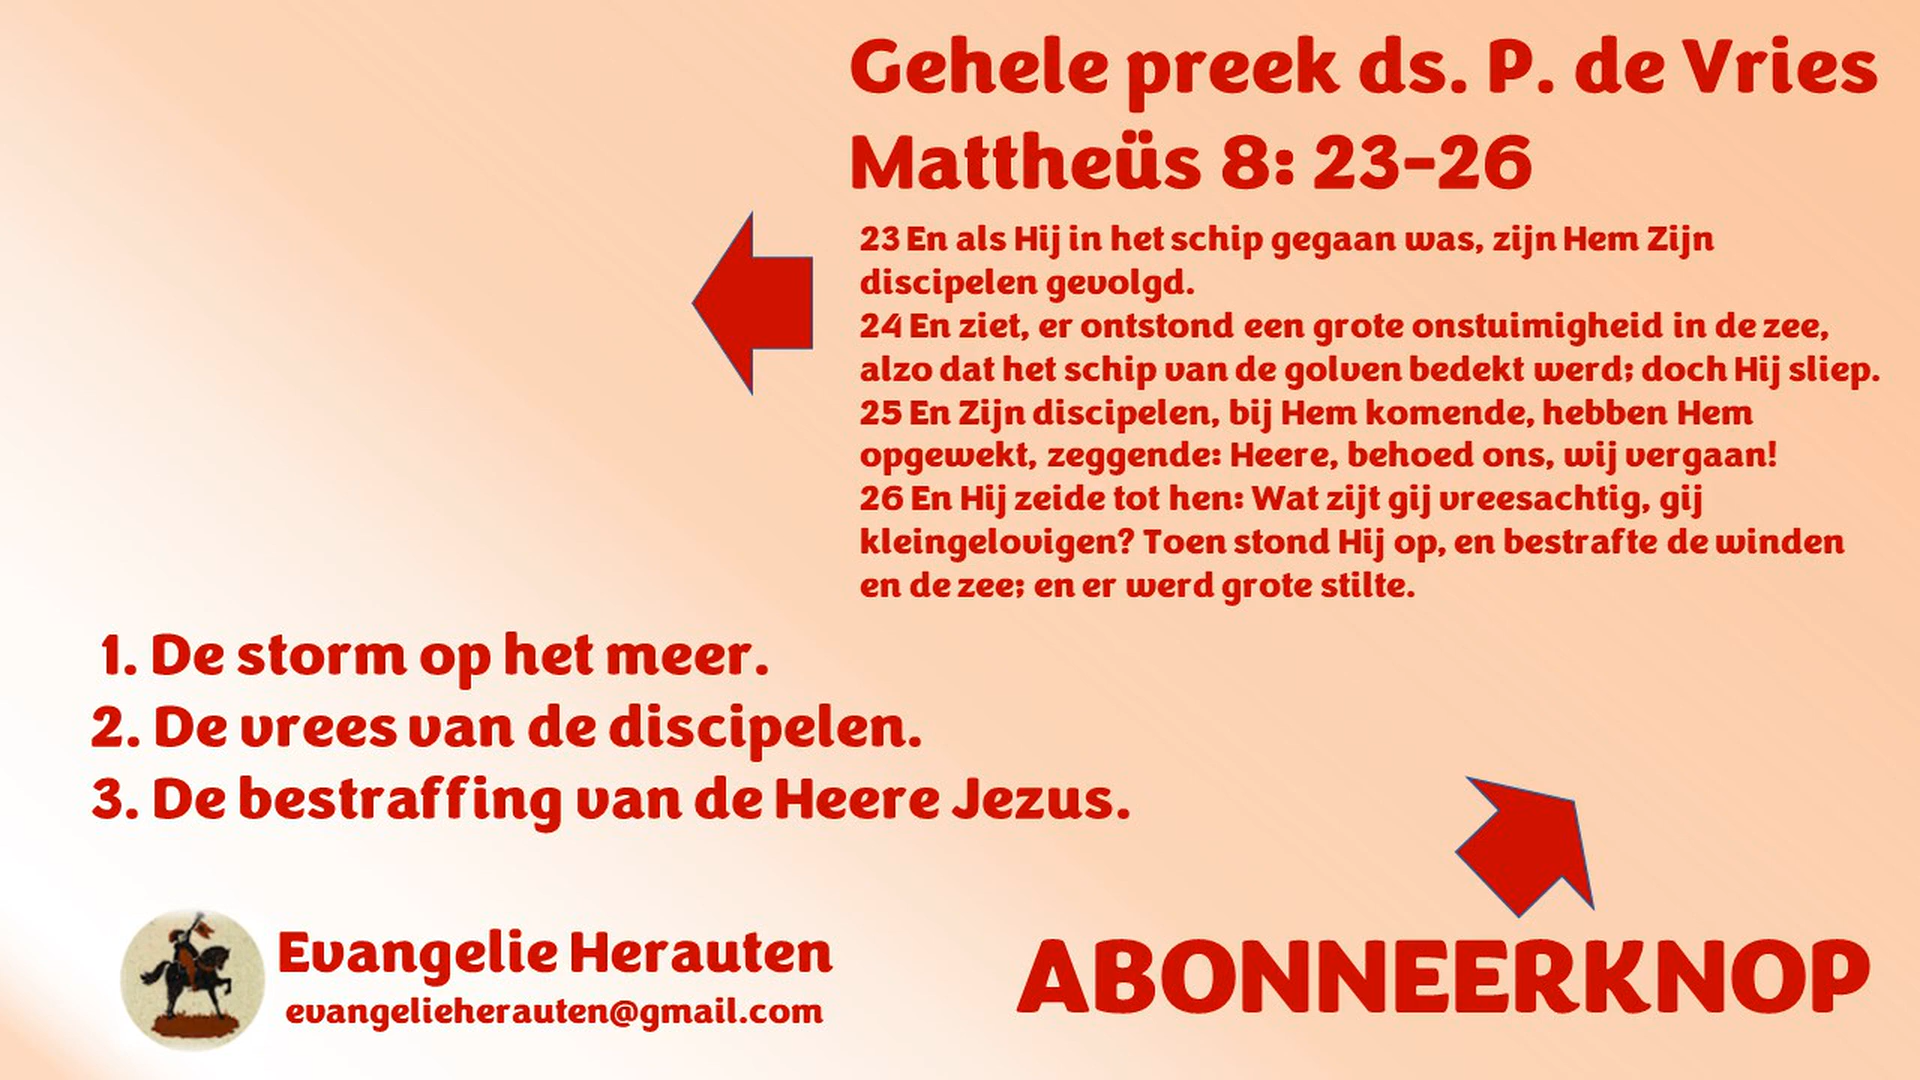 Gehele preek ds. P. de Vries
Mattheüs 8: 23-26
23 En als Hij in het schip gegaan was, zijn Hem Zijn
discipelen gevolgd.
24 En ziet, er ontstond een grote onstuimigheid in de zee,
alzo dat het schip van de golven bedekt werd; doch Hij sliep.
25 En Zijn discipelen, bij Hem komende, hebben Hem
opgewekt, zeggende: Heere, behoed ons, wij vergaan!
26 En Hij zeide tot hen: Wat zijt gij vreesachtig, gij
kleingelovigen? Toen stond Hij op, en bestrafte de winden
en de zee; en er werd grote stilte.
1. De storm op het meer.
2. De vrees van de discipelen.
3. De bestraffing van de Heere Jezus.
Evangelie Herauten
evangelieherauten@gmail.com
ABONNEERKNOP